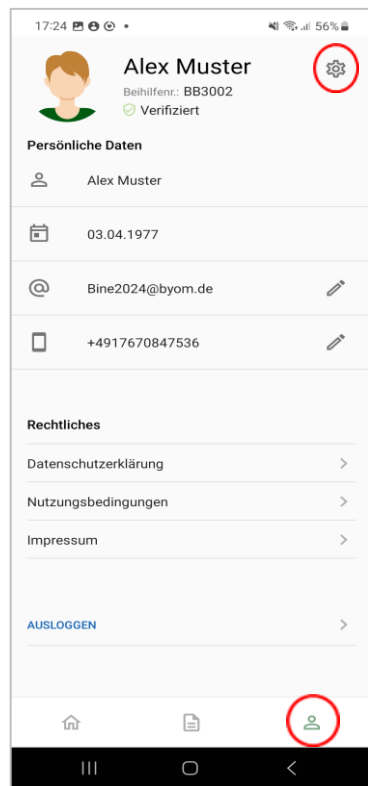 17:24 56%
Alex Muster
Beihilfenr.: BB3002
Verifiziert
Persönliche Daten
Alex Muster
03.04.1977
Bine2024@byom.de
+4917670847536
Rechtliches
Datenschutzerklärung
Nutzungsbedingungen
Impressum
AUSLOGGEN